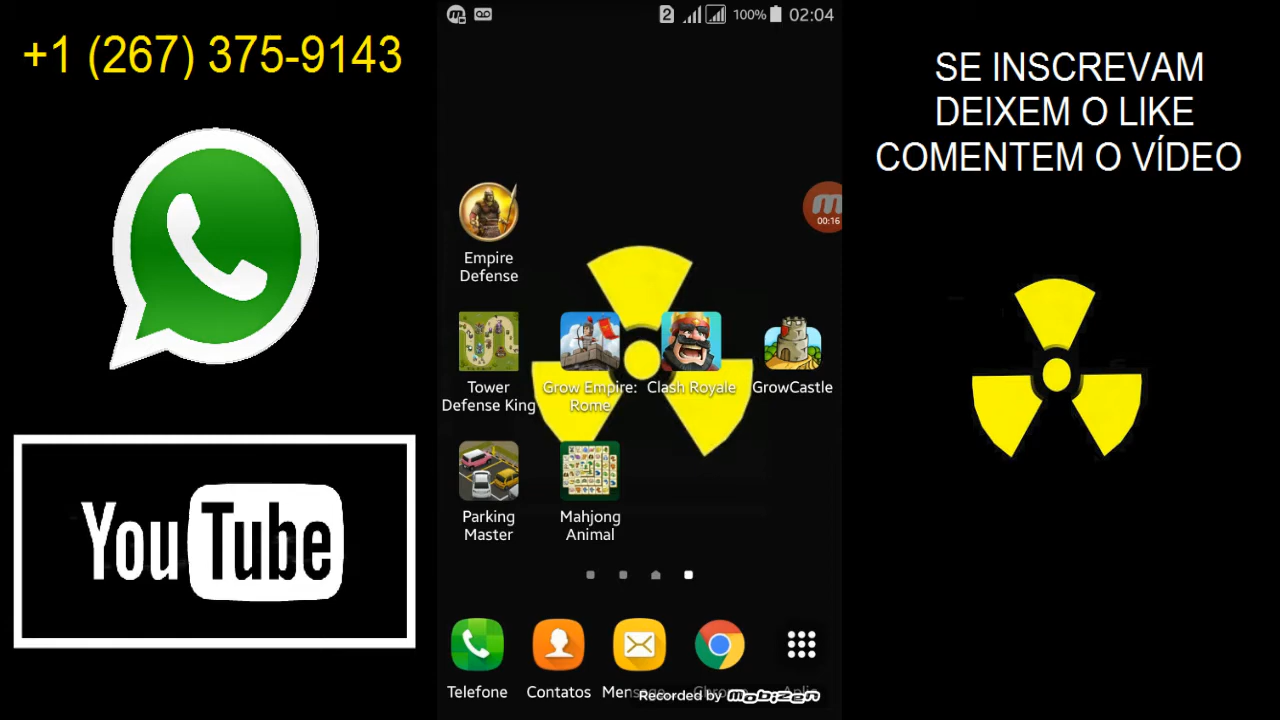 +1 (267) 375-9143
YouTube
2
100%
02:04
00:16
Empire
Defense
Tower
Defense King
Grow Empire:
Rome
Clash Royale
GrowCastle
Parking
Master
Mahjong
Animal
Telefone
Contatos
Recorded by mobizen
SE INSCREVAM
DEIXEM O LIKE
COMENTEM O VÍDEO